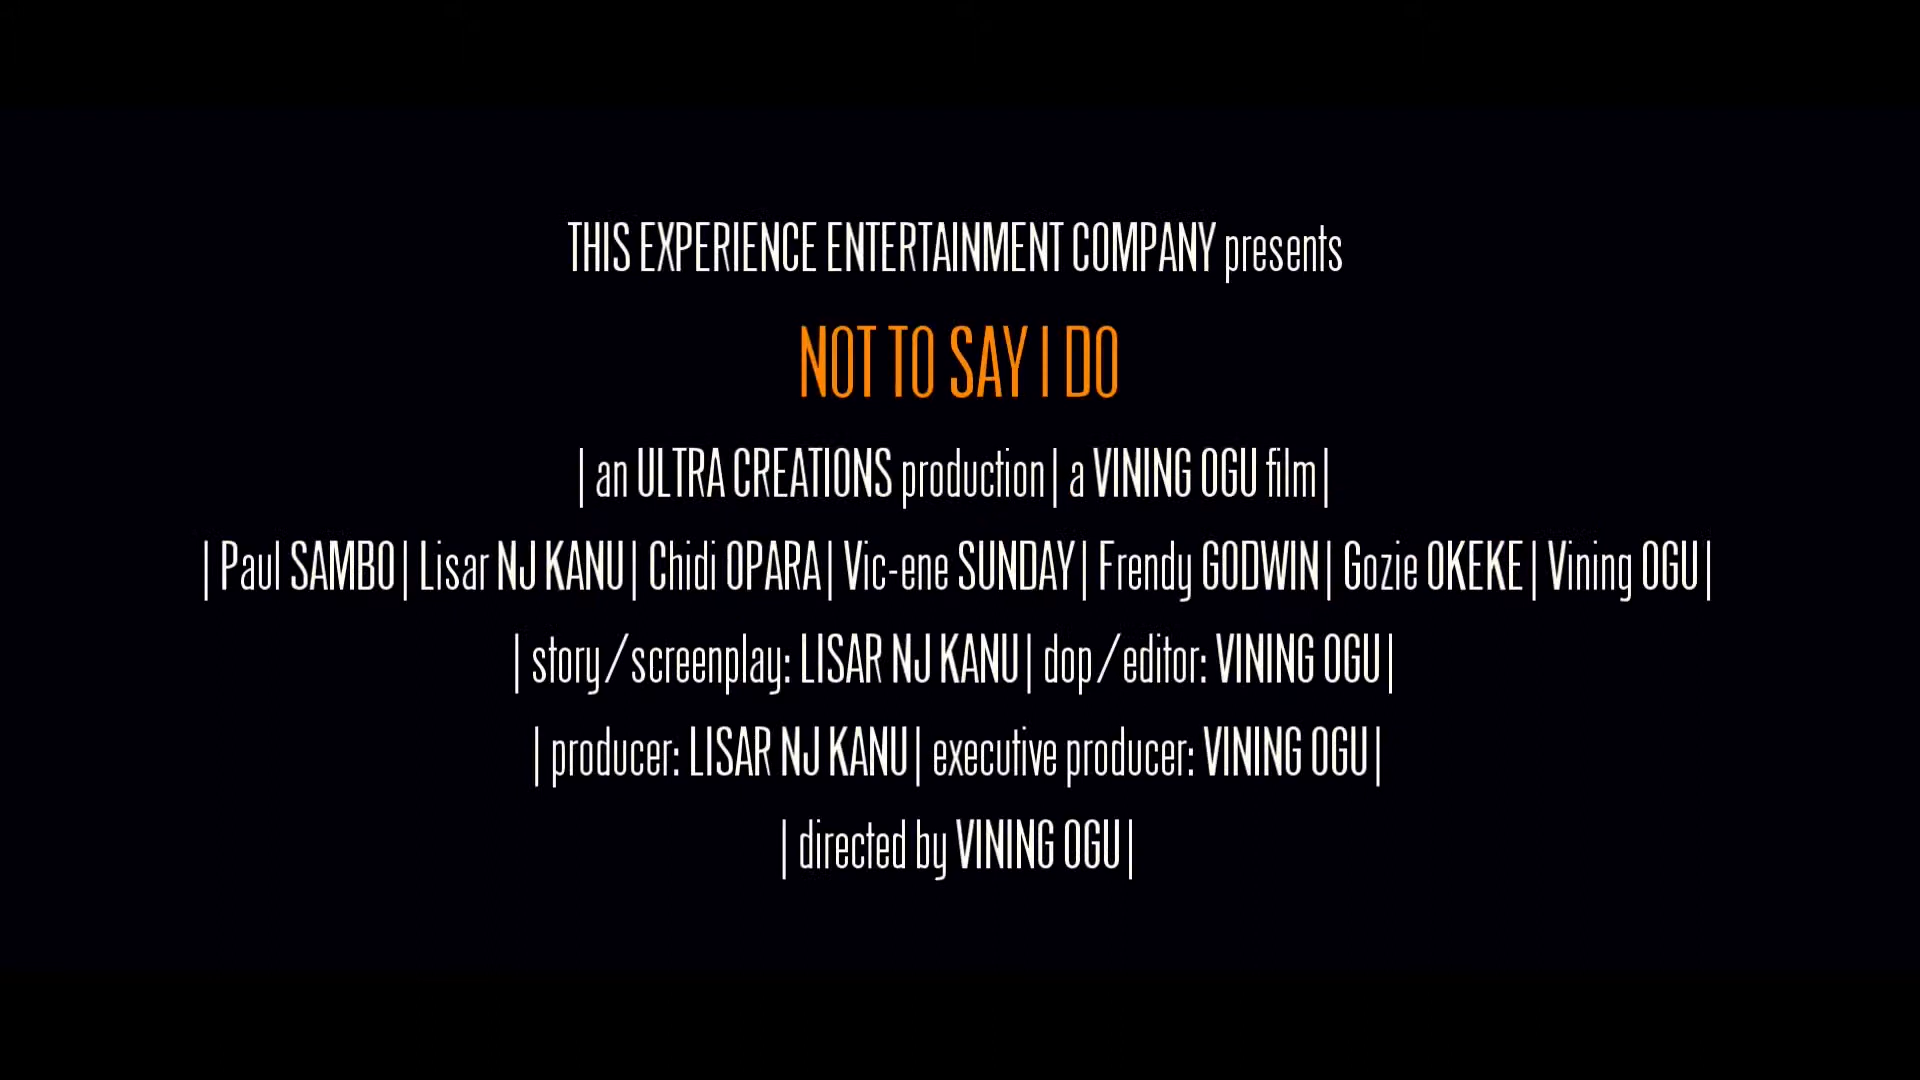 THIS EXPERIENCE ENTERTAINMENT COMPANY presents
NOT TO SAY I DO
| an ULTRA CREATIONS production| a VINING OGU film|
| Paul SAMBO| Lisar NJ KANU| Chidi OPARA| Vic-ene SUNDAY| Frendy GODWIN| Gozie OKEKE| Vining OGU|
| story/screenplay: LISAR NJ KANU| dop/editor: VINING OGU|
| producer: LISAR NJ KANU| executive producer: VINING OGU|
| directed by VINING OGU|